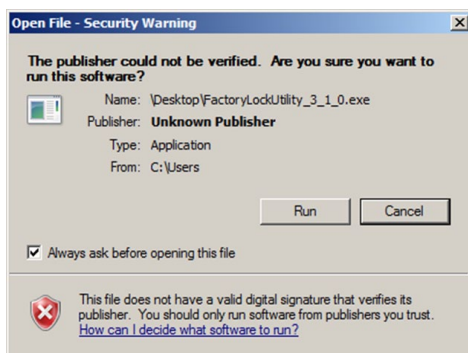 Open File - Security Warning
The publisher could not be verified.  Are you sure you want to
run this software?
Name: \Desktop\FactoryLockUtility_3_1_0.exe
Publisher: Unknown Publisher
Type: Application
From: C:\Users
Run Cancel
Always ask before opening this file
This file does not have a valid digital signature that verifies its
publisher.  You should only run software from publishers you trust.
How can I decide what software to run?